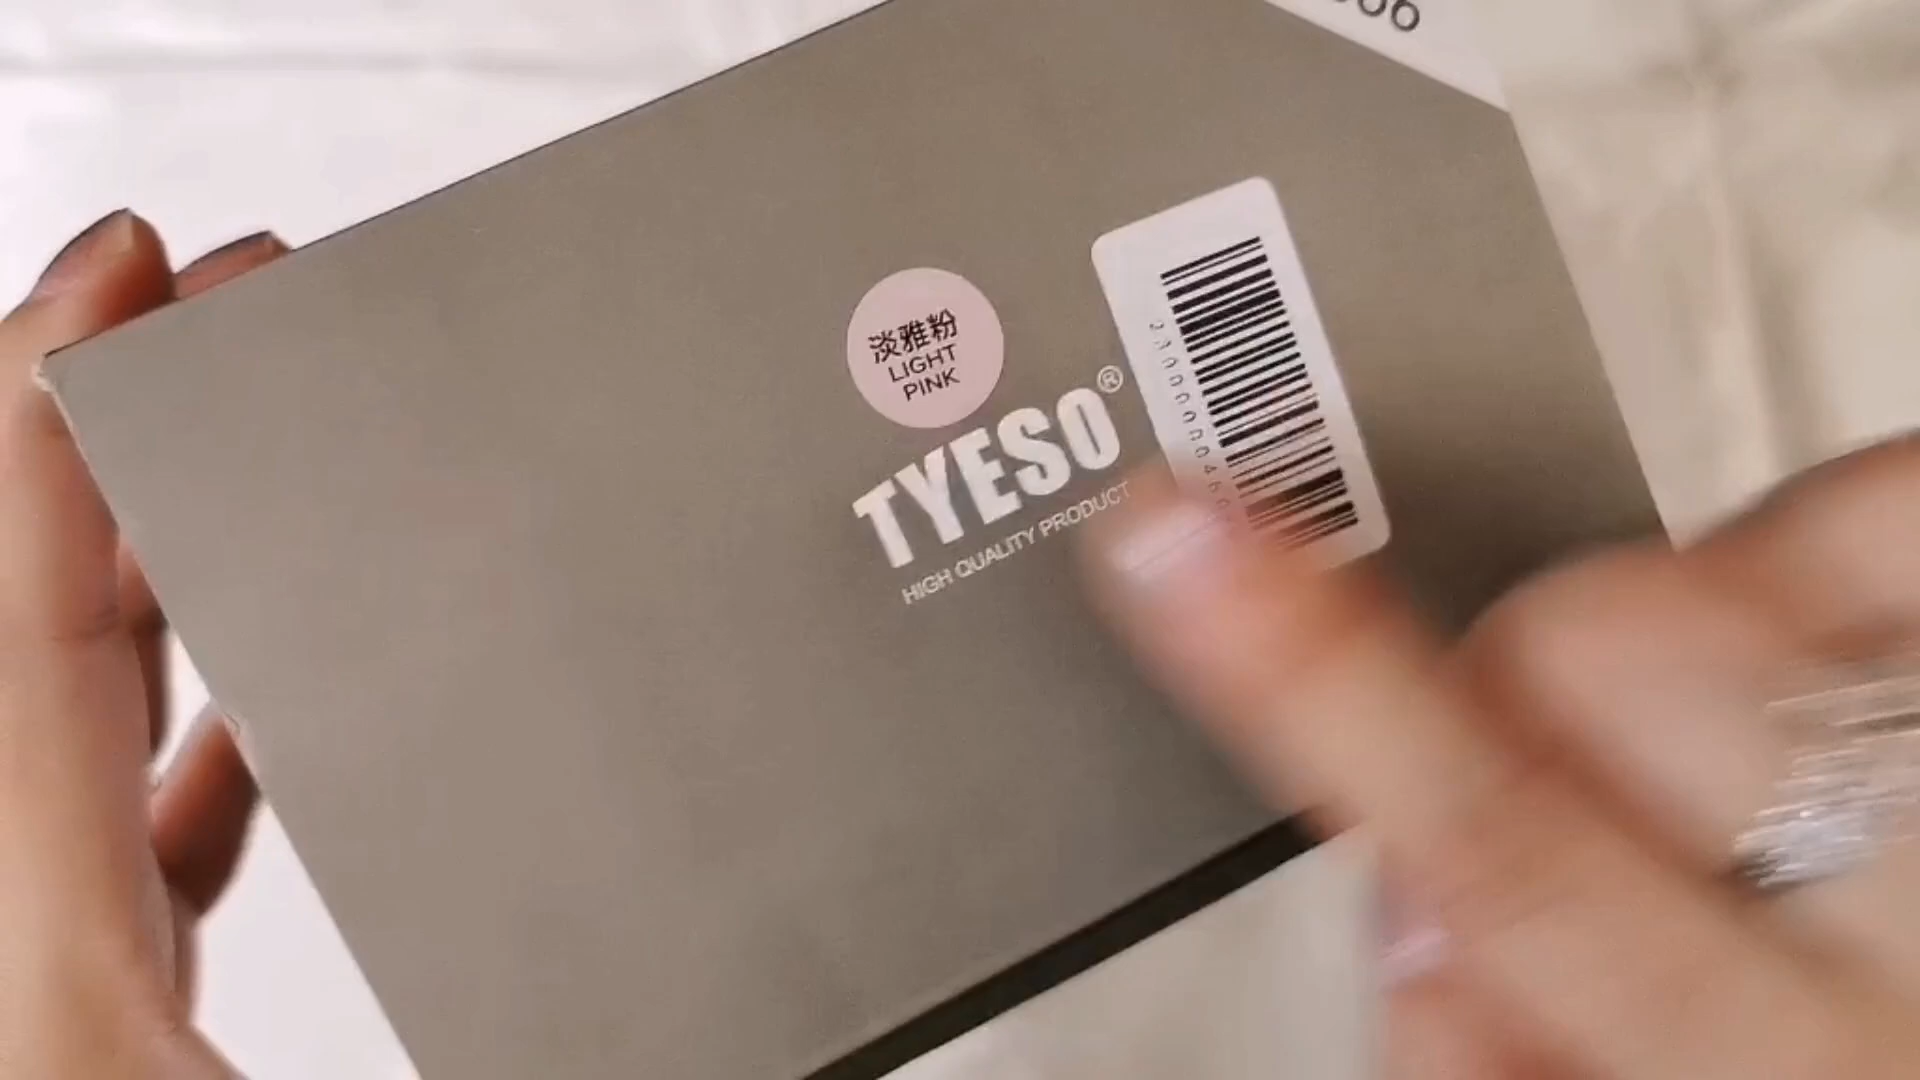 淡雅粉
LIGHT
PINK
TYESO®
HIGH QUALITY PRODUCT